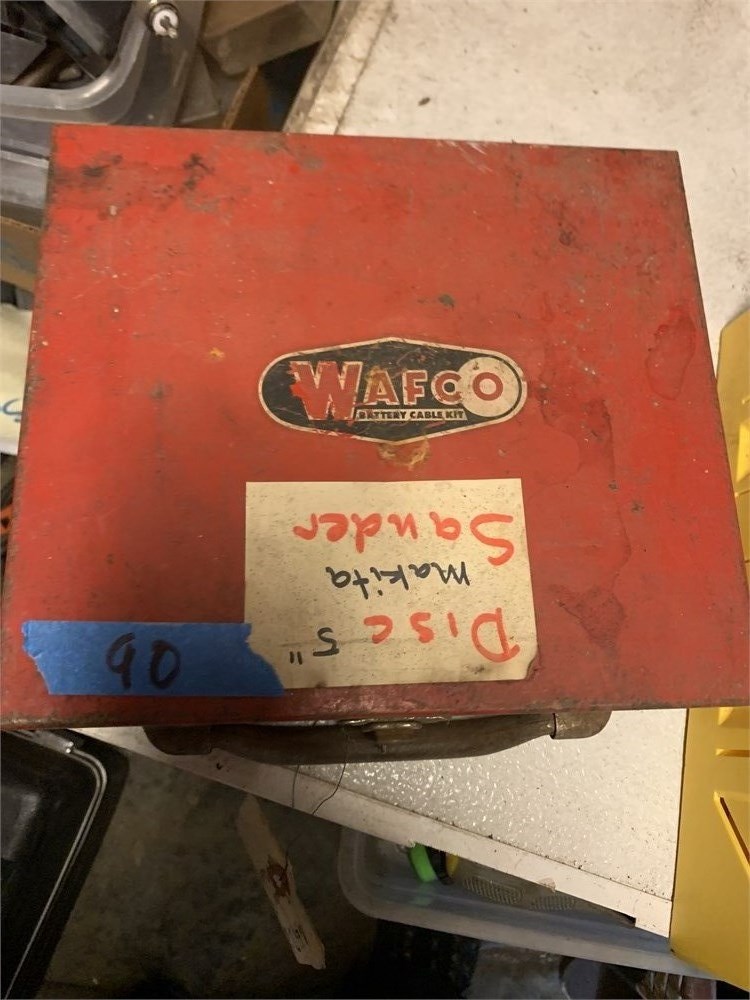 WAFCO
BATTERY CABLE KIT
Disc 5"
makita
Sander
90